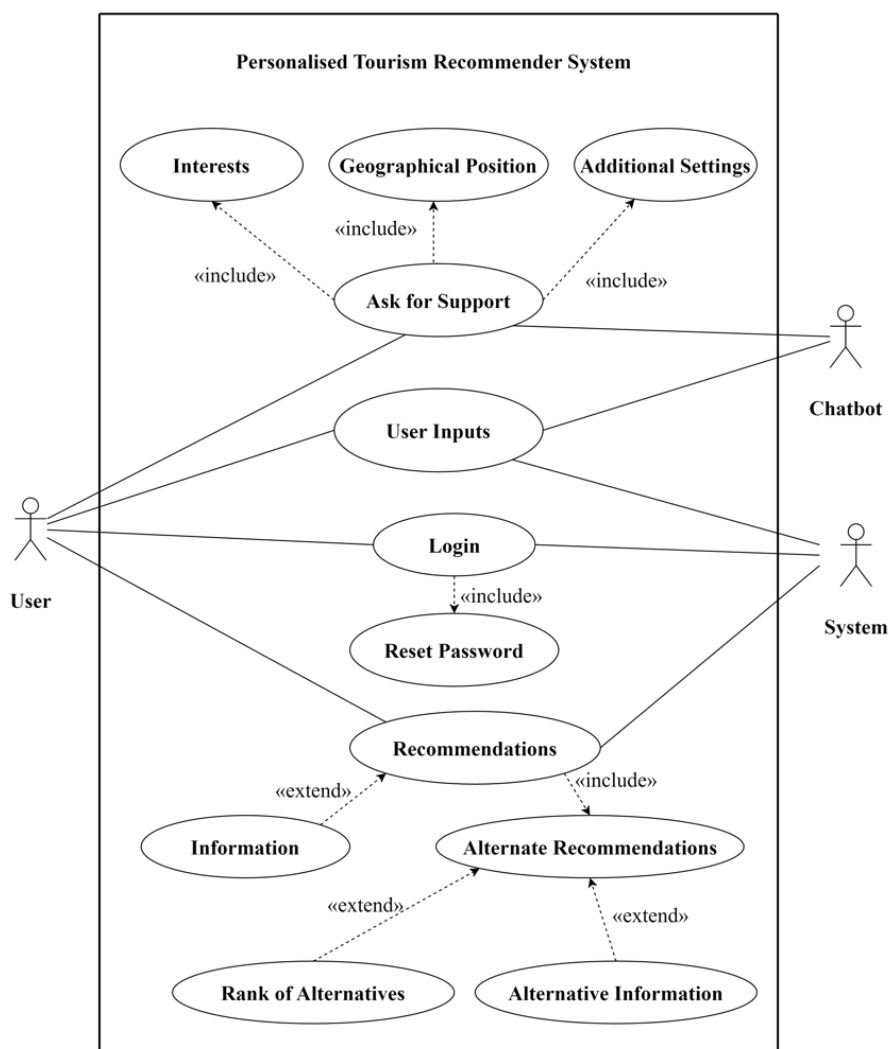 Personalised Tourism Recommender System
Interests
Geographical Position
Additional Settings
«include»
«include»
«include»
Ask for Support
Chatbot
User Inputs
Login
User
System
«include»
Reset Password
Recommendations
«extend»
«include»
Information
Alternate Recommendations
«extend»
«extend»
Rank of Alternatives
Alternative Information